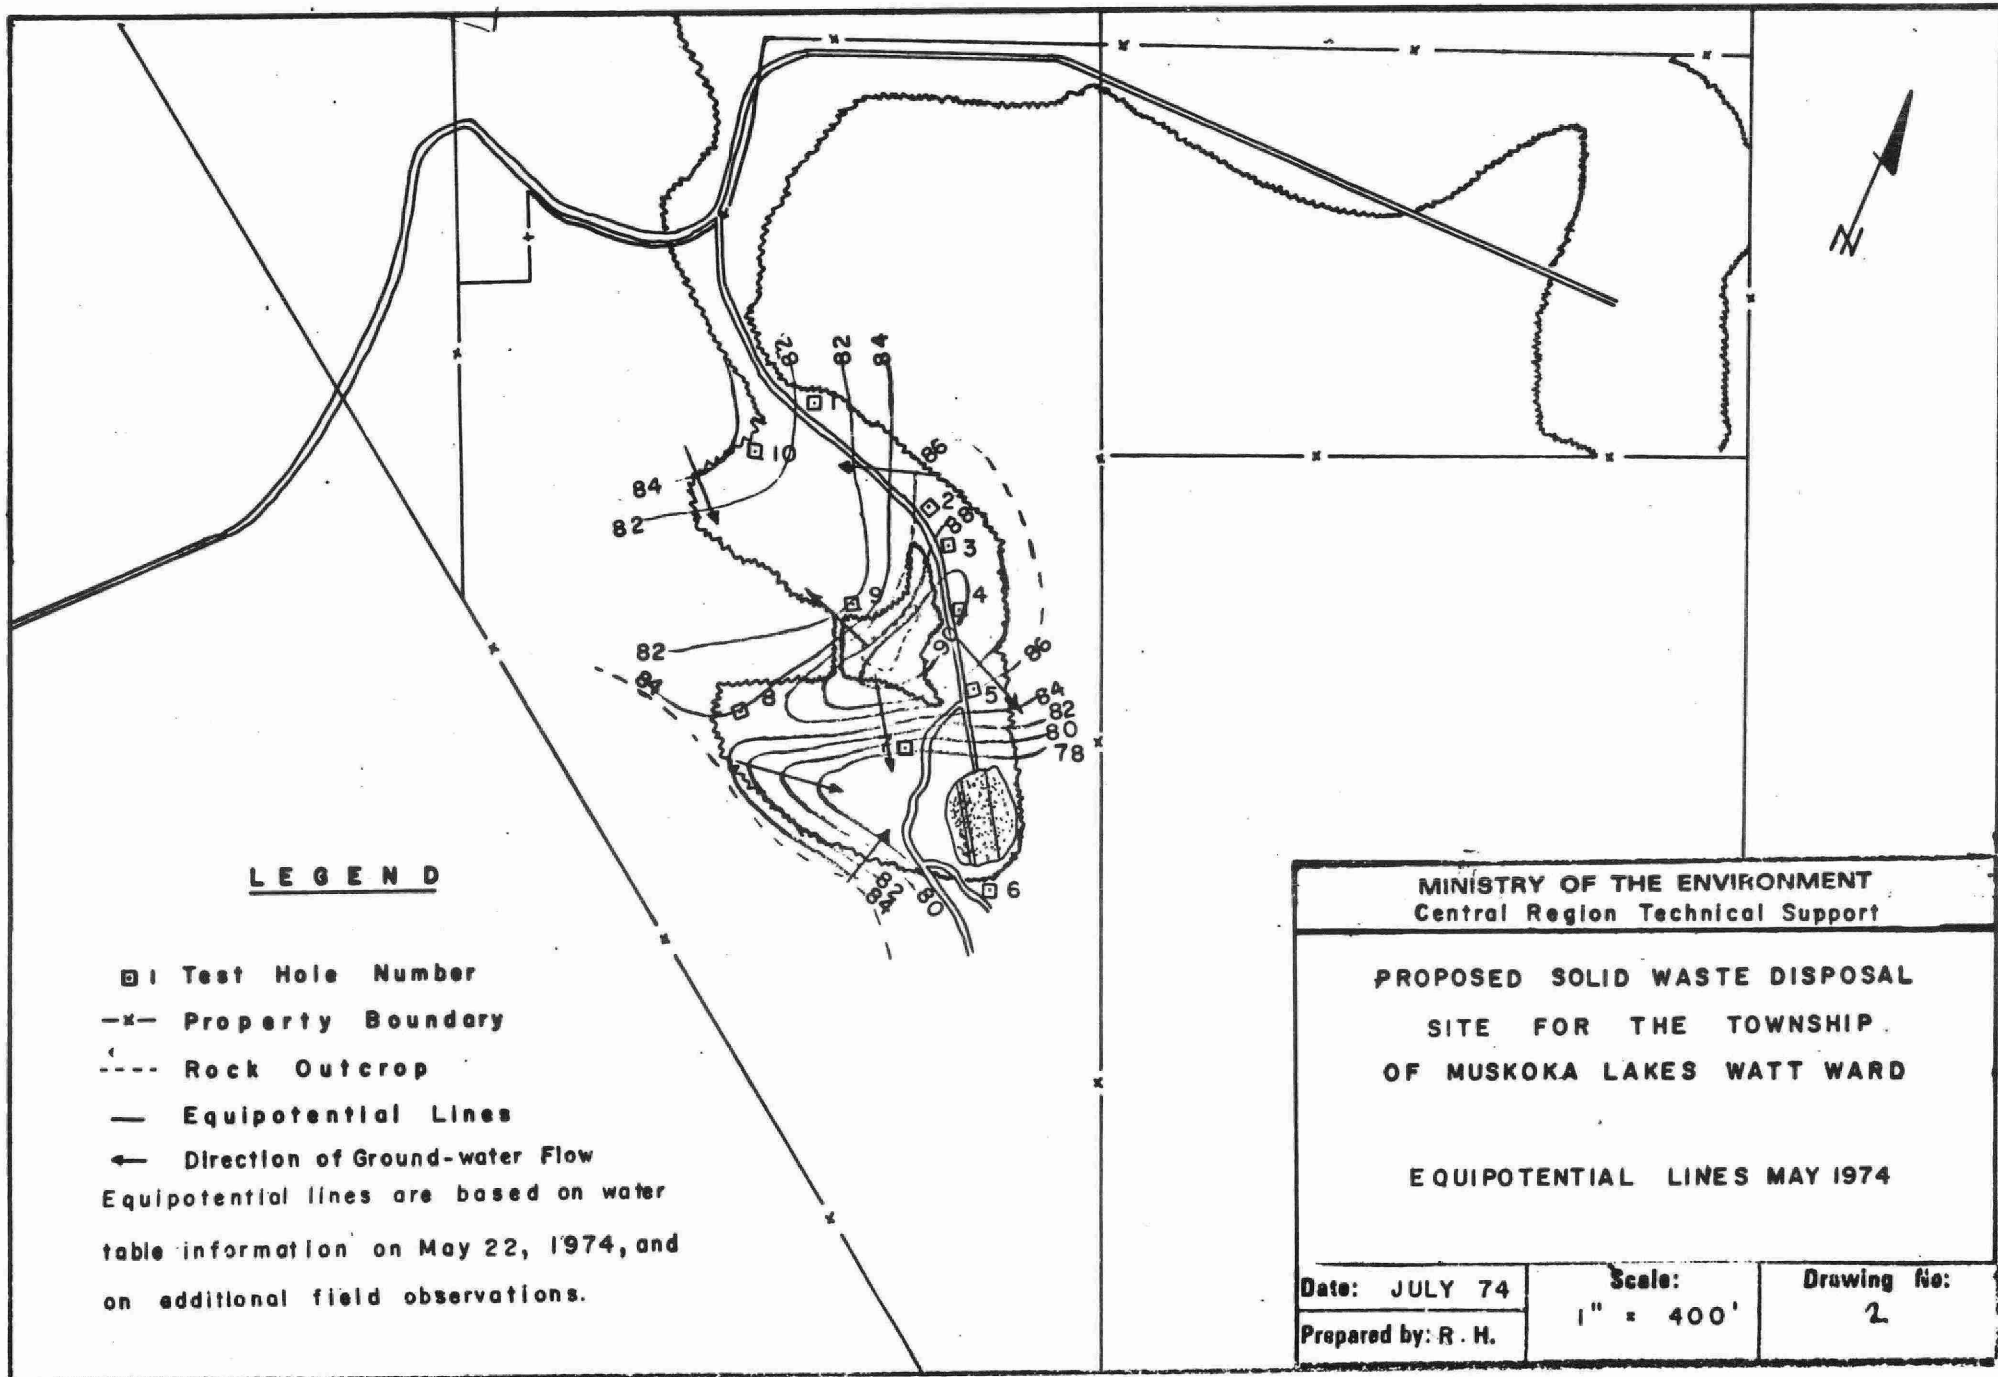 N
82
82
84
1
10
86
84
2
88
82
3
9
4
90
82
86
84
8
5
84
82
80
7
78
82
84
80
6
LEGEND
1 Test Hole Number
-x- Property Boundary
---- Rock Outcrop
— Equipotential Lines
← Direction of Ground-water Flow
Equipotential lines are based on water
table information on May 22, 1974, and
on additional field observations.
MINISTRY OF THE ENVIRONMENT
Central Region Technical Support
PROPOSED SOLID WASTE DISPOSAL
SITE FOR THE TOWNSHIP
OF MUSKOKA LAKES WATT WARD
EQUIPOTENTIAL LINES MAY 1974
Date: JULY 74
Prepared by: R. H.
Scale:
1" = 400'
Drawing No:
2